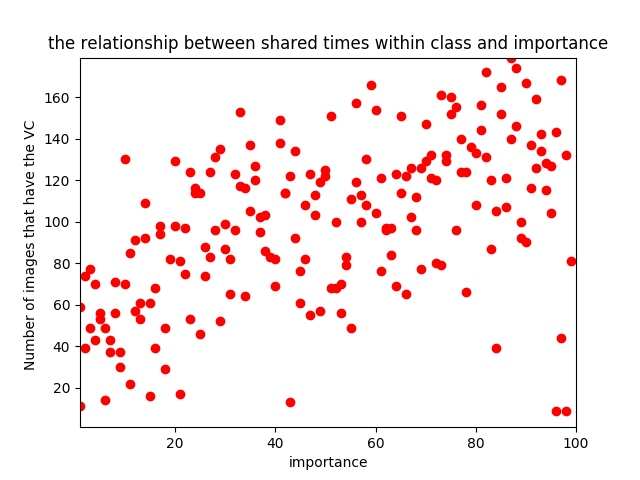 the relationship between shared times within class and importance
160
140
120
100
80
60
40
20
Number of images that have the VC
20 40 60 80 100
importance